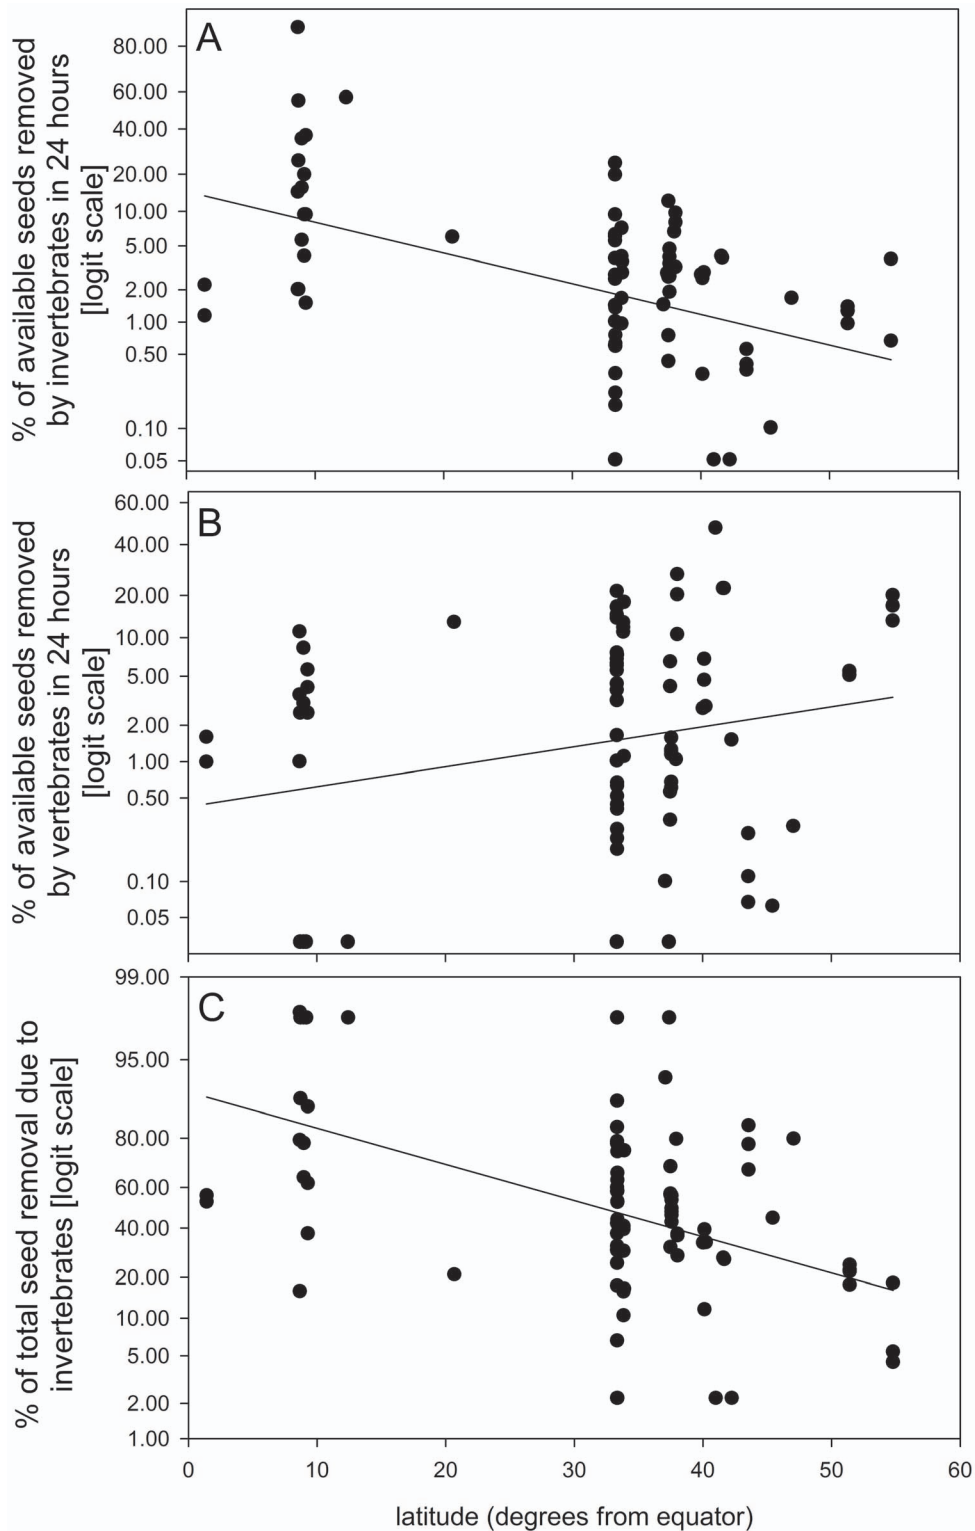 A
% of available seeds removed
by invertebrates in 24 hours
[logit scale]
80.00
60.00
40.00
20.00
10.00
5.00
2.00
1.00
0.50
0.10
0.05
B
% of available seeds removed
by vertebrates in 24 hours
[logit scale]
60.00
40.00
20.00
10.00
5.00
2.00
1.00
0.50
0.10
0.05
C
% of total seed removal due to
invertebrates [logit scale]
99.00
95.00
80.00
60.00
40.00
20.00
10.00
5.00
2.00
1.00
0 10 20 30 40 50 60
latitude (degrees from equator)